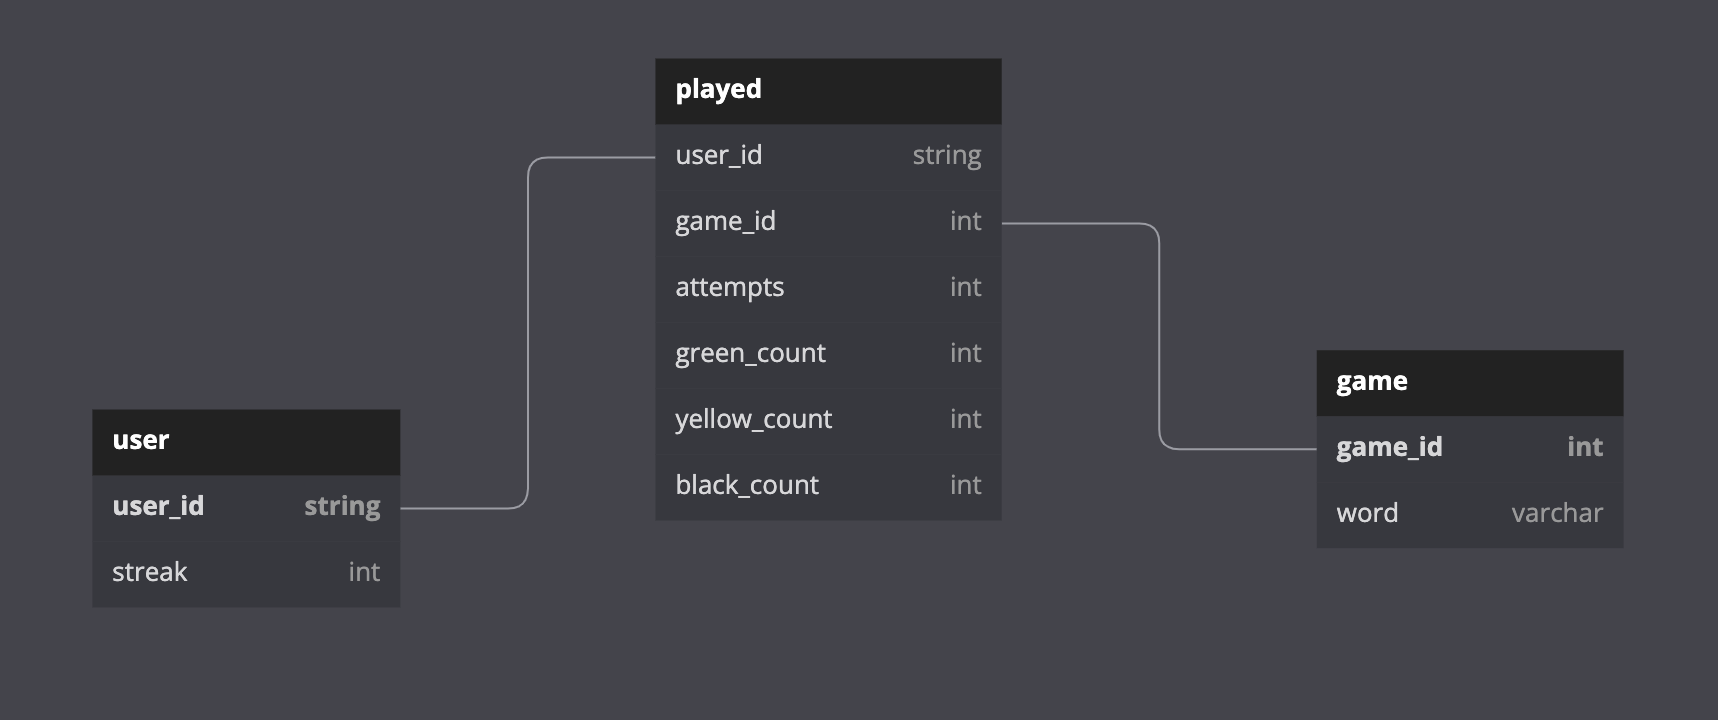 played
user_id string
game_id int
attempts int
green_count int
yellow_count int
black_count int
user
user_id string
streak int
game
game_id int
word varchar